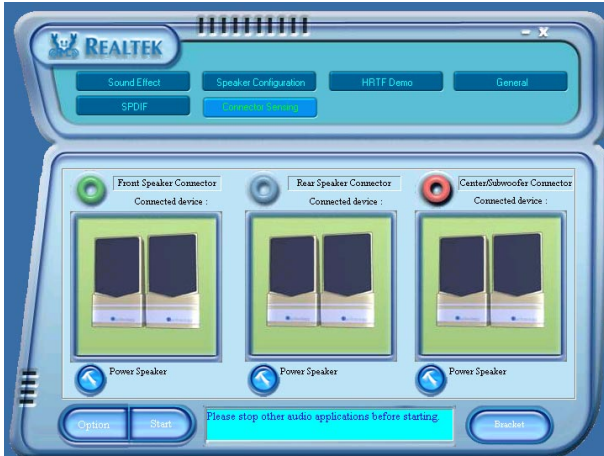 REALTEK
- X
Sound Effect
Speaker Configuration
HRTF Demo
General
SPDIF
Connector Sensing
Front Speaker Connector
Rear Speaker Connector
Center/Subwoofer Connector
Connected device :
Connected device :
Connected device :
Power Speaker
Power Speaker
Power Speaker
Option
Start
Please stop other audio applications before starting.
Bracket